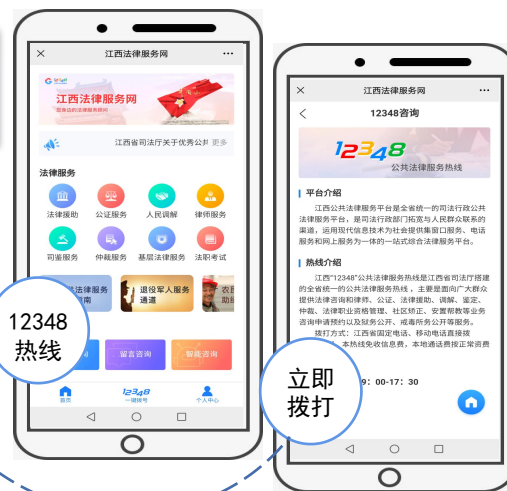 江西法律服务网
江西法律服务网
江西省司法厅关于优秀公共 更多
法律服务
法律援助 公证服务 人民调解 律师服务
司鉴服务 仲裁服务 基层法律服务 法职考试
法律服务
指南
退役军人服务
通道
农民
12348
热线
留言咨询
智能咨询
首页
12348
一键拨号
个人中心
江西法律服务网
12348咨询
12348
公共法律服务热线
平台介绍
江西公共法律服务平台是全省统一的司法行政公共
法律服务平台，是司法行政部门拓宽与人民群众联系的
渠道，运用现代信息技术为社会提供集窗口服务、电话
服务和网上服务为一体的一站式综合法律服务平台。
热线介绍
江西"12348"公共法律服务热线是江西省司法厅搭建
的全省统一的公共法律服务热线，主要是面向广大群众
提供法律咨询和律师、公证、法律援助、调解、鉴定、
仲裁、法律职业资格管理、社区矫正、安置帮教等业务
咨询申请预约以及狱务公开、戒毒所务公开等服务。
拨打方式：江西省固定电话、移动电话直接拨
本热线免收信息费，本地通话费按正常资费
9：00-17：30
立即
拨打